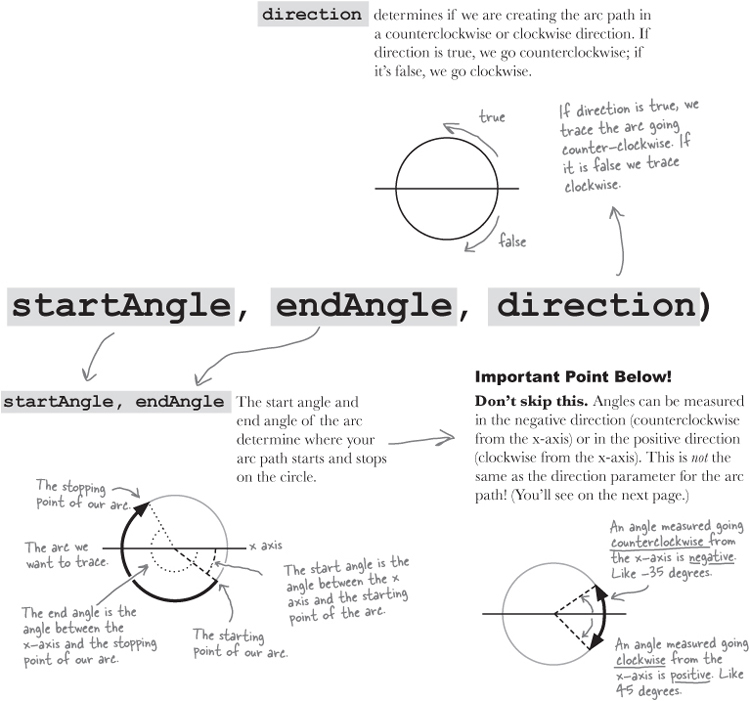 direction
determines if we are creating the arc path in
a counterclockwise or clockwise direction. If
direction is true, we go counterclockwise; if
it's false, we go clockwise.
true
false
If direction is true, we
trace the arc going
counter-clockwise. If
it is false we trace
clockwise.
startAngle, endAngle, direction)
startAngle, endAngle
The start angle and
end angle of the arc
determine where your
arc path starts and stops
on the circle.
Important Point Below!
Don't skip this. Angles can be measured
in the negative direction (counterclockwise
from the x-axis) or in the positive direction
(clockwise from the x-axis). This is not the
same as the direction parameter for the arc
path! (You'll see on the next page.)
The stopping
point of our arc.
The arc we
want to trace.
The end angle is the
angle between the
x-axis and the stopping
point of our arc.
x axis
The start angle is the
angle between the x
axis and the starting
point of the arc.
The starting
point of our arc.
An angle measured going
counterclockwise from
the x-axis is negative.
Like -35 degrees.
An angle measured going
clockwise from the
x-axis is positive. Like
45 degrees.